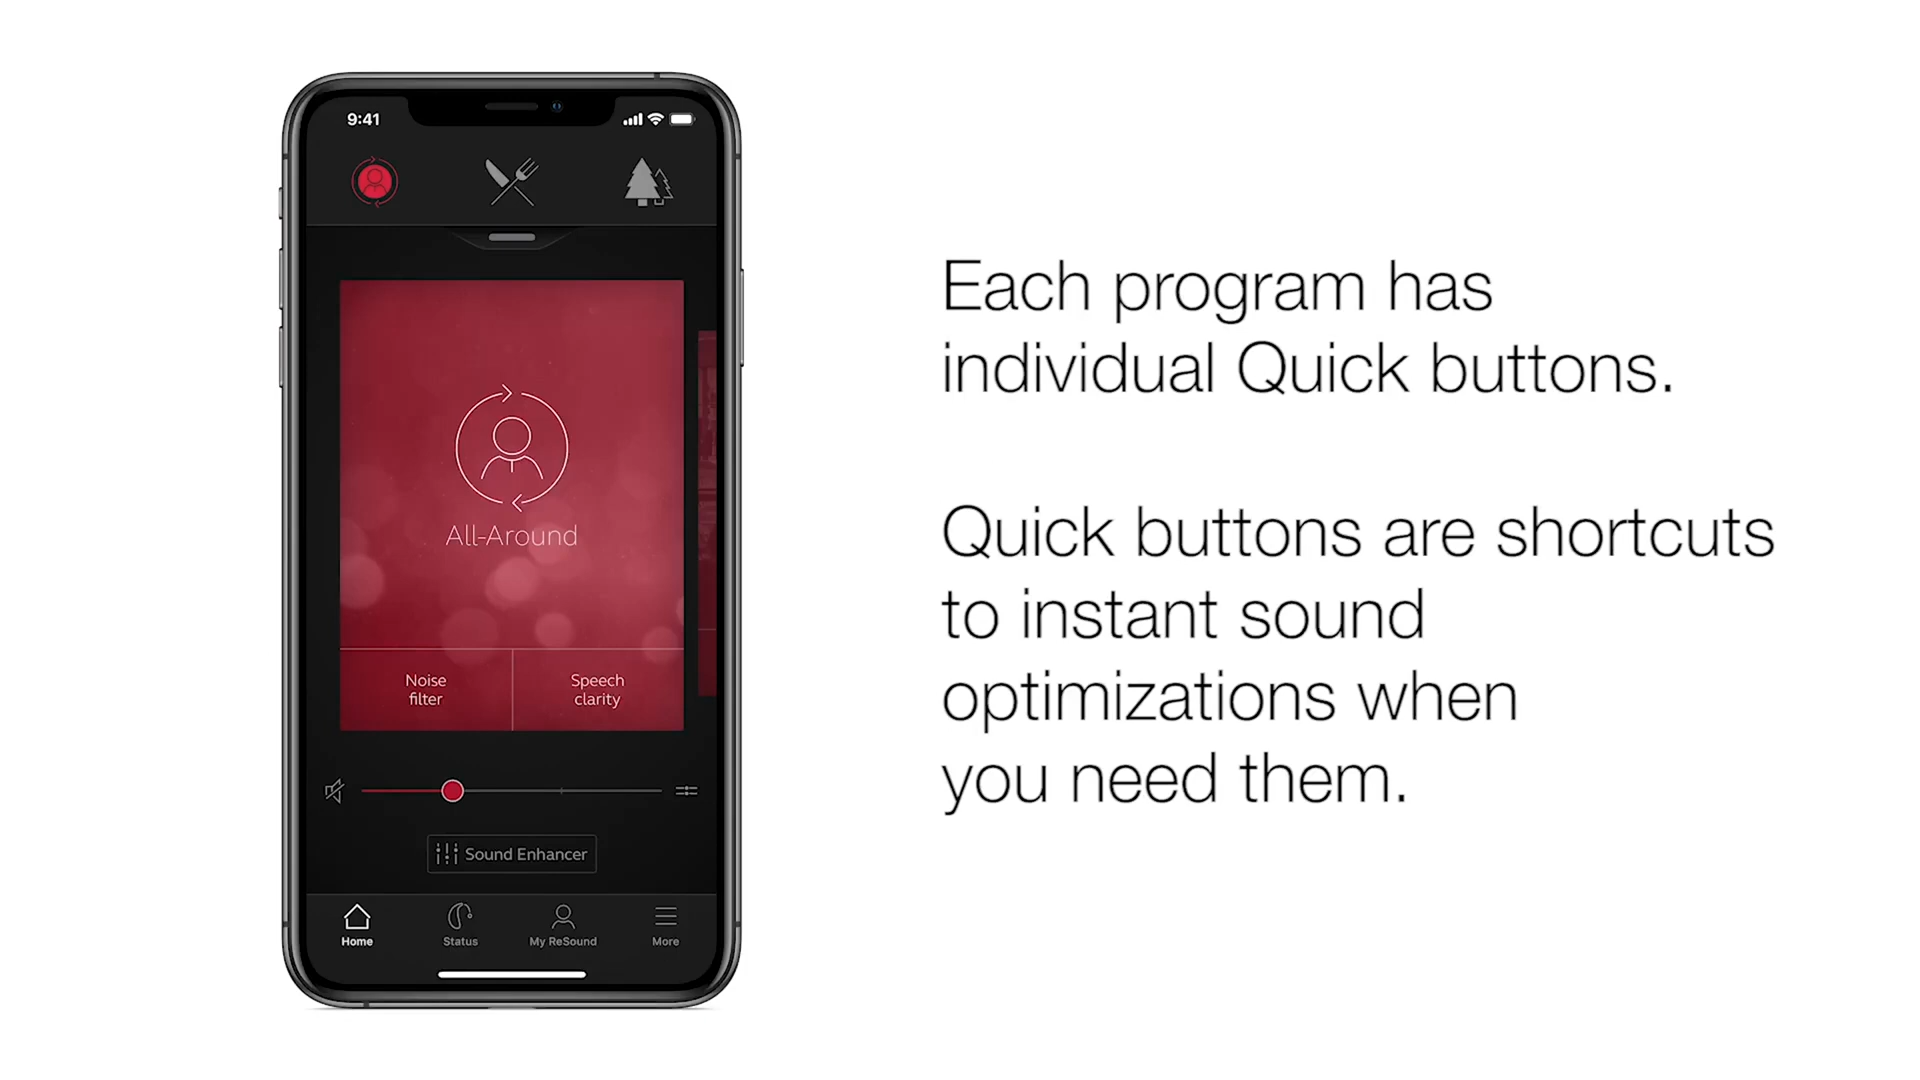 9:41
All-Around
Noise
filter
Speech
clarity
Sound Enhancer
Home
Status
My ReSound
More
Each program has
individual Quick buttons.
Quick buttons are shortcuts
to instant sound
optimizations when
you need them.